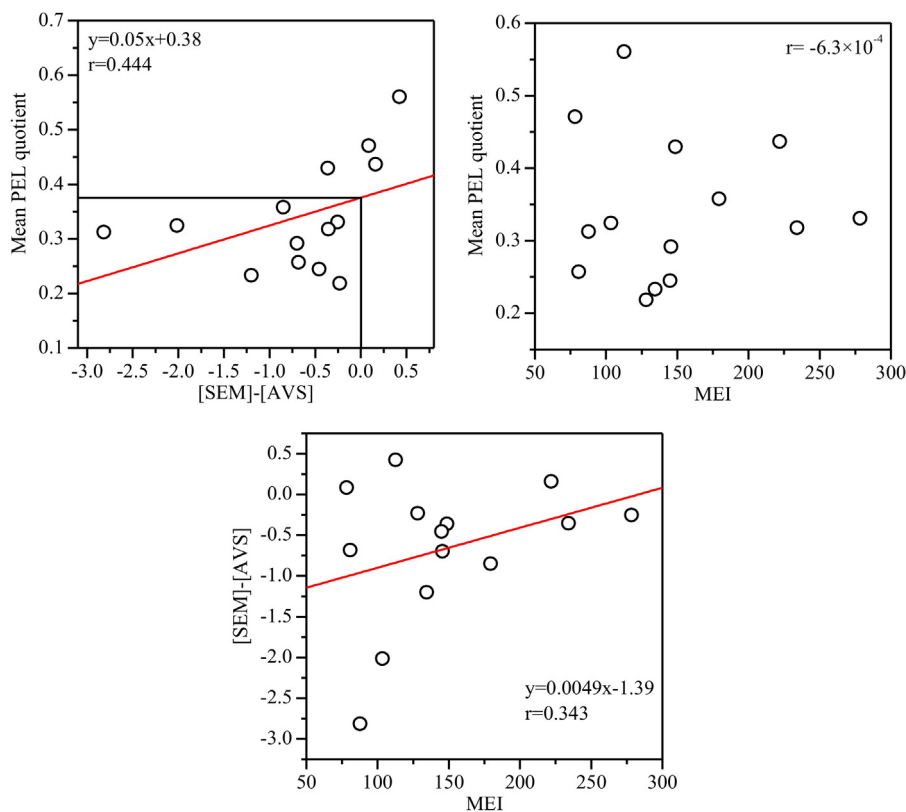 y=0.05x+0.38
r=0.444
Mean PEL quotient
0.7
0.6
0.5
0.4
0.3
0.2
0.1
-3.0 -2.5 -2.0 -1.5 -1.0 -0.5 0.0 0.5
[SEM]-[AVS]
r= -6.3×10⁻⁴
Mean PEL quotient
0.6
0.5
0.4
0.3
0.2
50 100 150 200 250 300
MEI
[SEM]-[AVS]
0.5
0.0
-0.5
-1.0
-1.5
-2.0
-2.5
-3.0
y=0.0049x-1.39
r=0.343
50 100 150 200 250 300
MEI